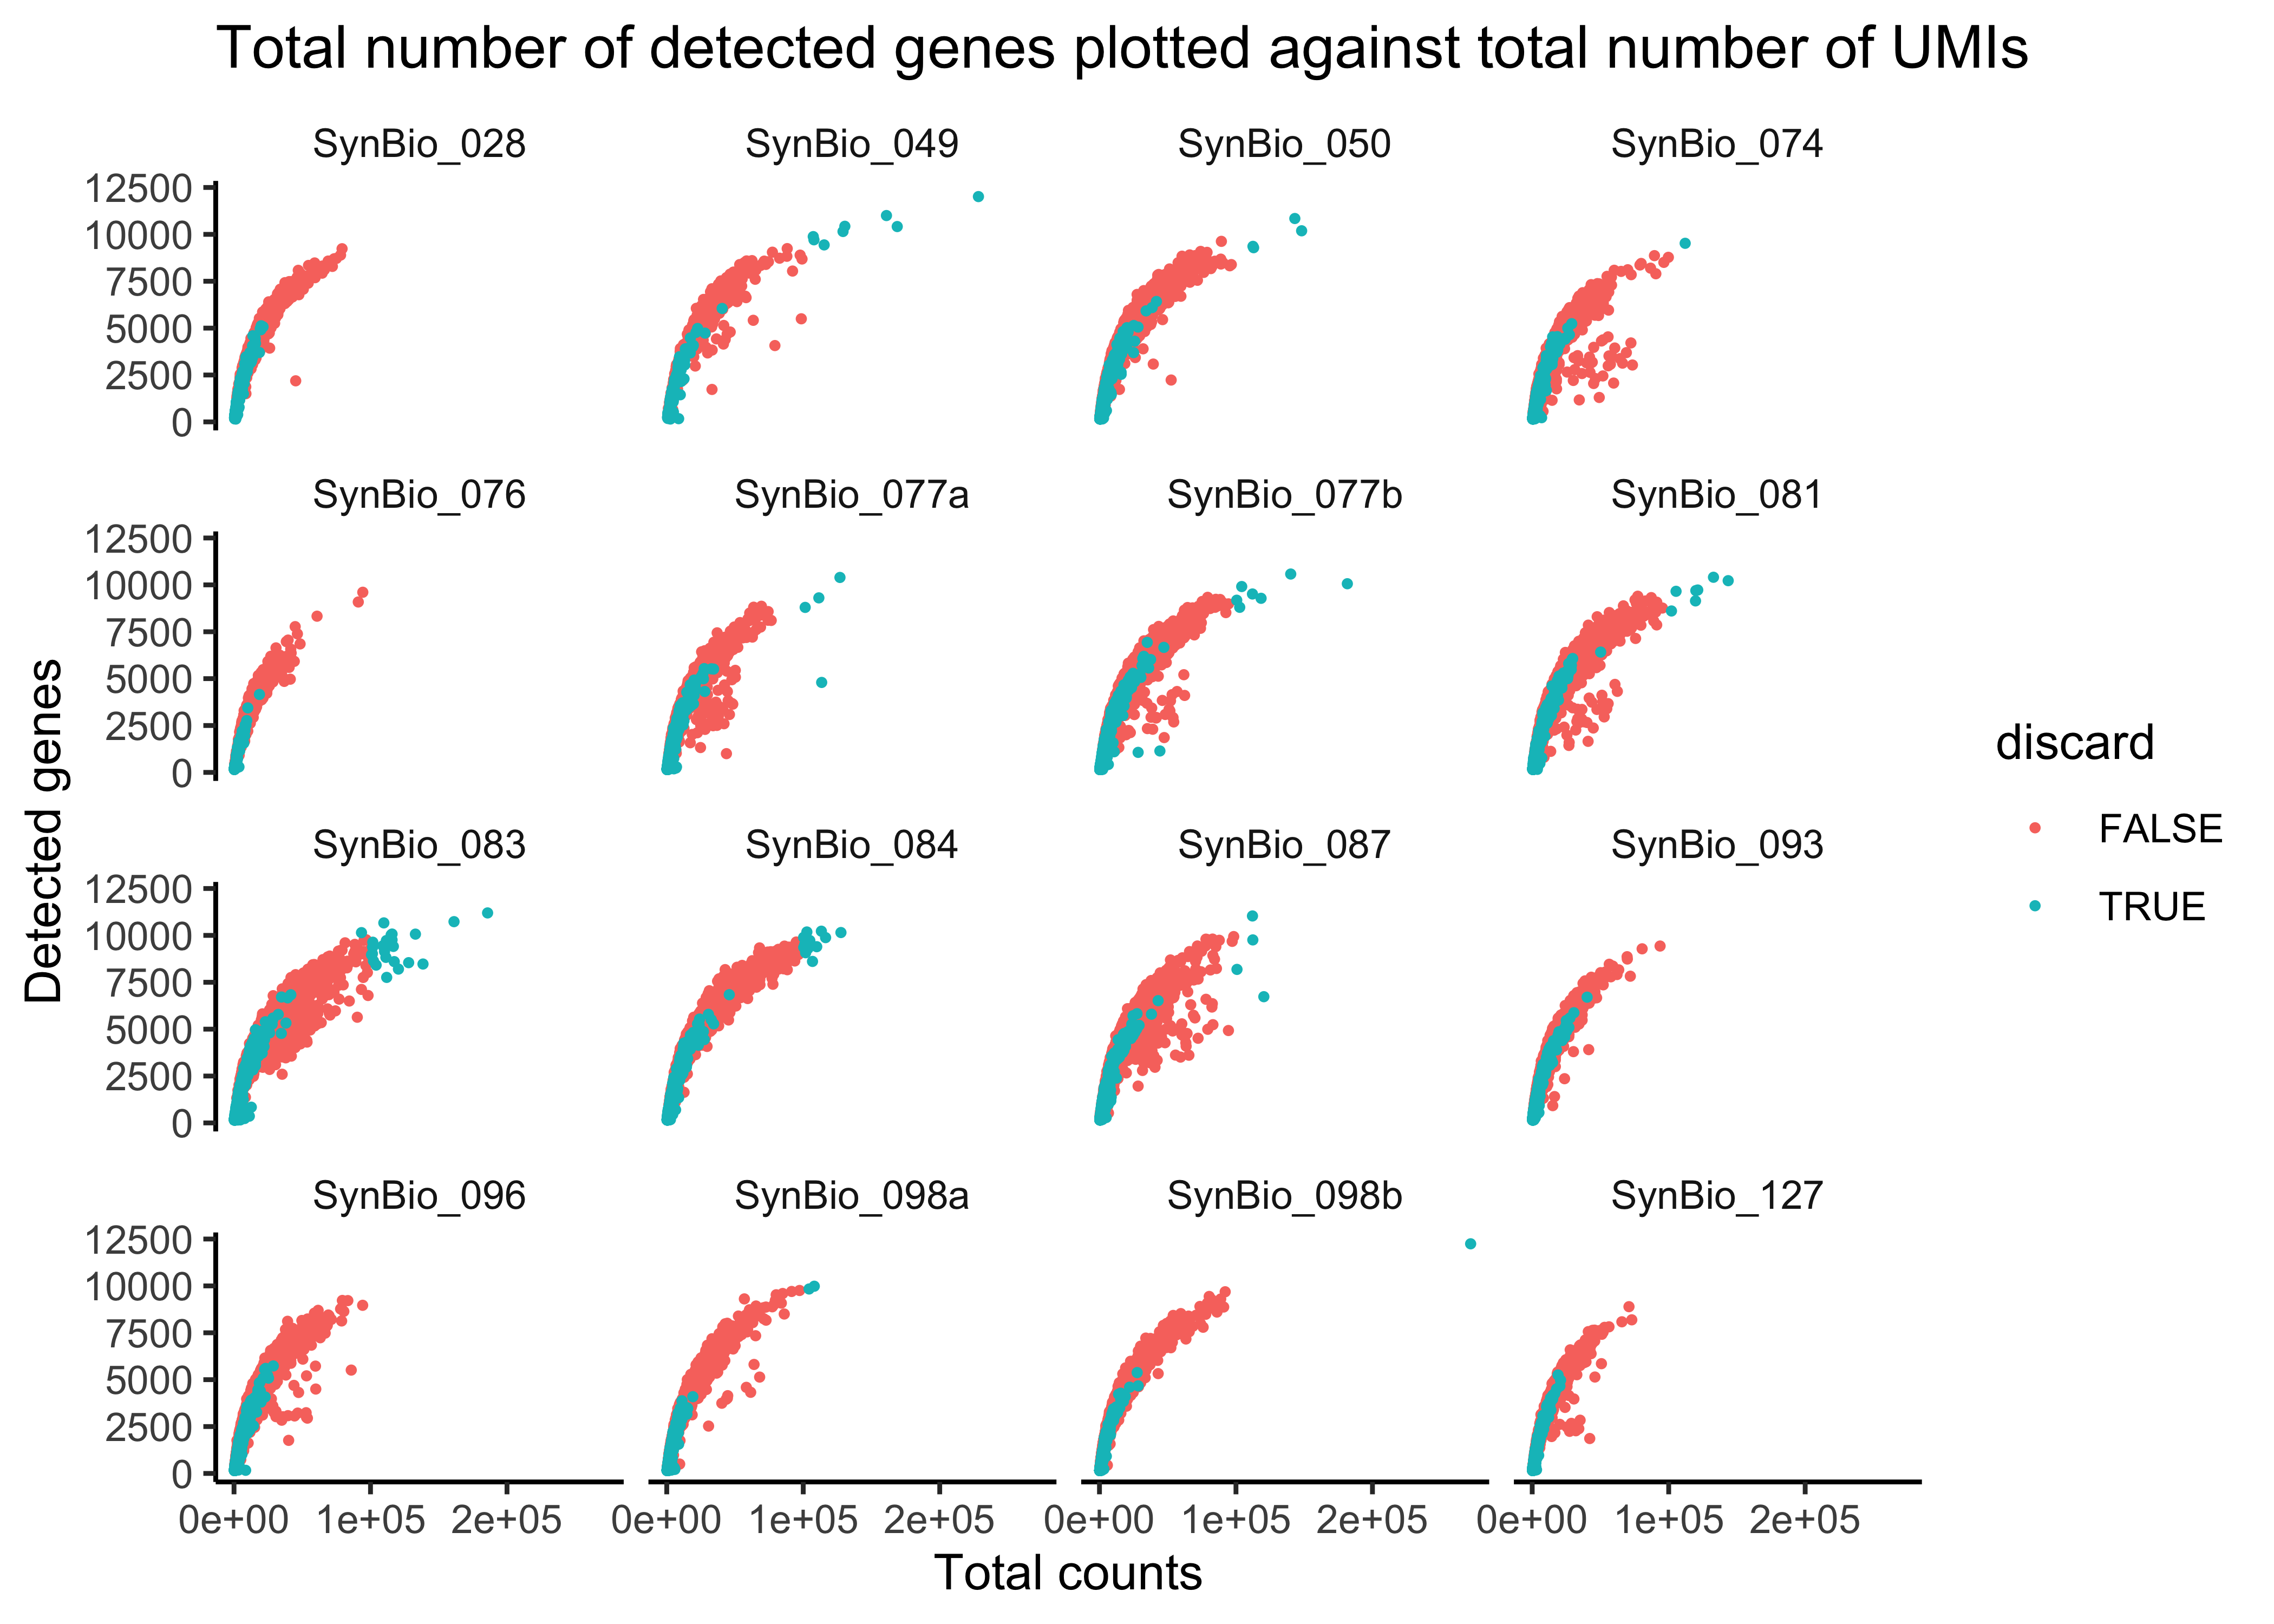 Total number of detected genes plotted against total number of UMIs
SynBio_028 SynBio_049 SynBio_050 SynBio_074
12500
10000
7500
5000
2500
0
SynBio_076 SynBio_077a SynBio_077b SynBio_081
12500
10000
7500
5000
2500
0
SynBio_083 SynBio_084 SynBio_087 SynBio_093
12500
10000
7500
5000
2500
0
SynBio_096 SynBio_098a SynBio_098b SynBio_127
12500
10000
7500
5000
2500
0
0e+00 1e+05 2e+05 0e+00 1e+05 2e+05 0e+00 1e+05 2e+05 0e+00 1e+05 2e+05
Total counts
Detected genes
discard
FALSE
TRUE